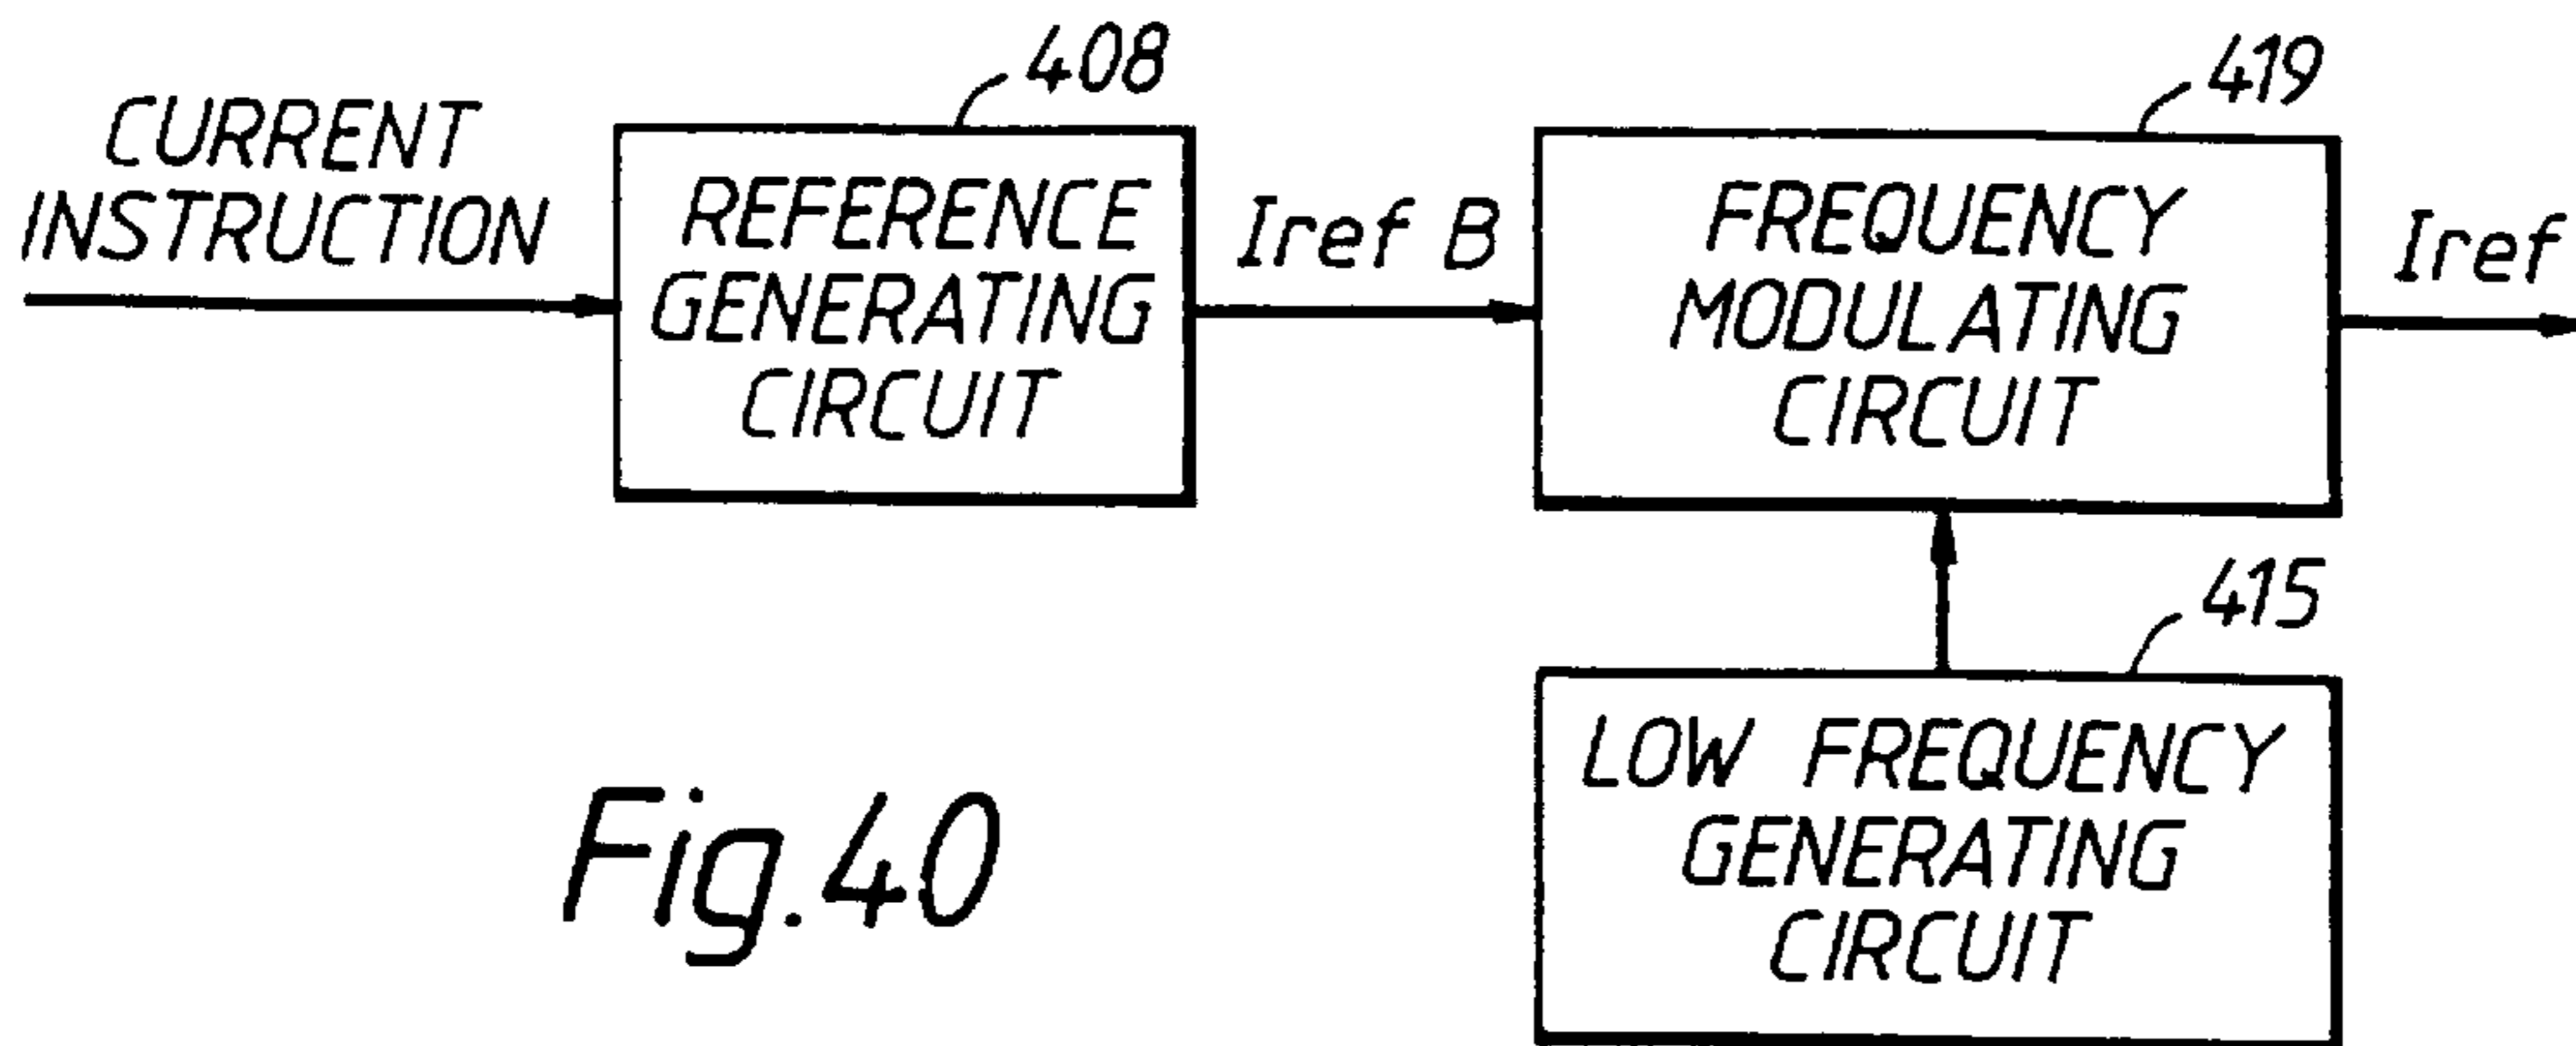 408
CURRENT
INSTRUCTION
REFERENCE
GENERATING
CIRCUIT
Iref B
419
FREQUENCY
MODULATING
CIRCUIT
Iref
415
LOW FREQUENCY
GENERATING
CIRCUIT
Fig.40